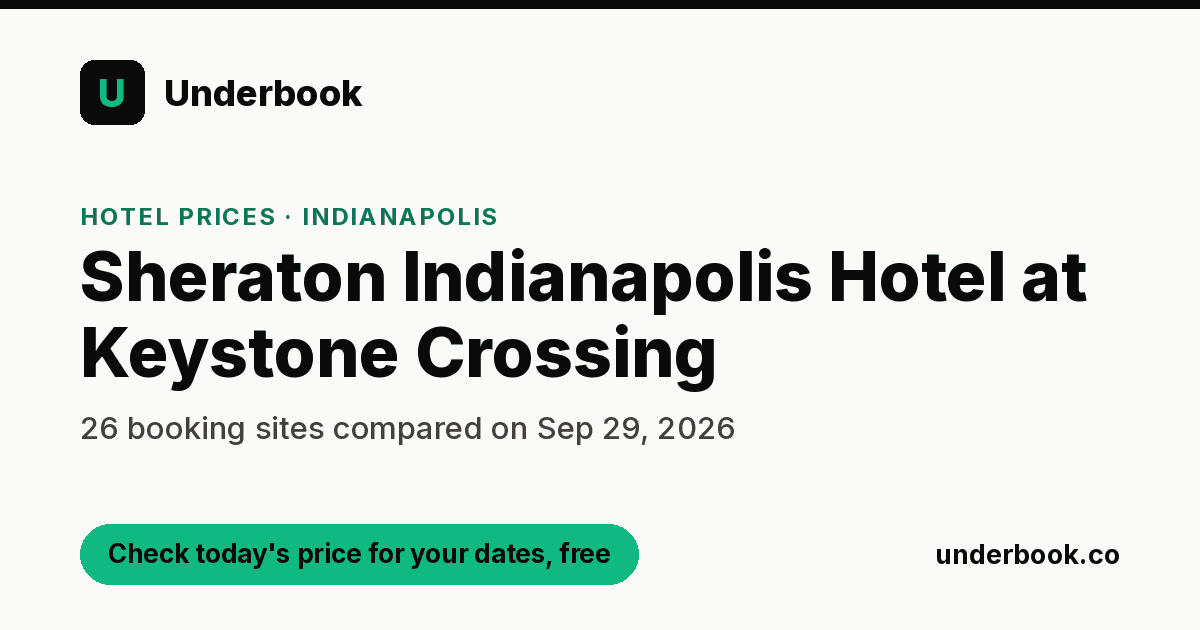 U Underbook
HOTEL PRICES · INDIANAPOLIS
Sheraton Indianapolis Hotel at
Keystone Crossing
26 booking sites compared on Sep 29, 2026
Check today's price for your dates, free
underbook.co